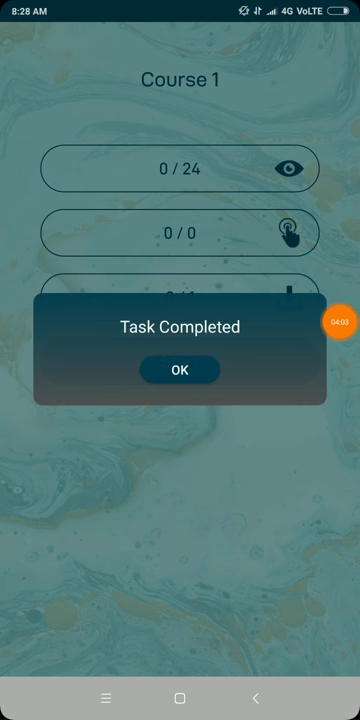 8:28 AM
4G VoLTE
Course 1
0 / 24
0 / 0
Task Completed
04:03
OK